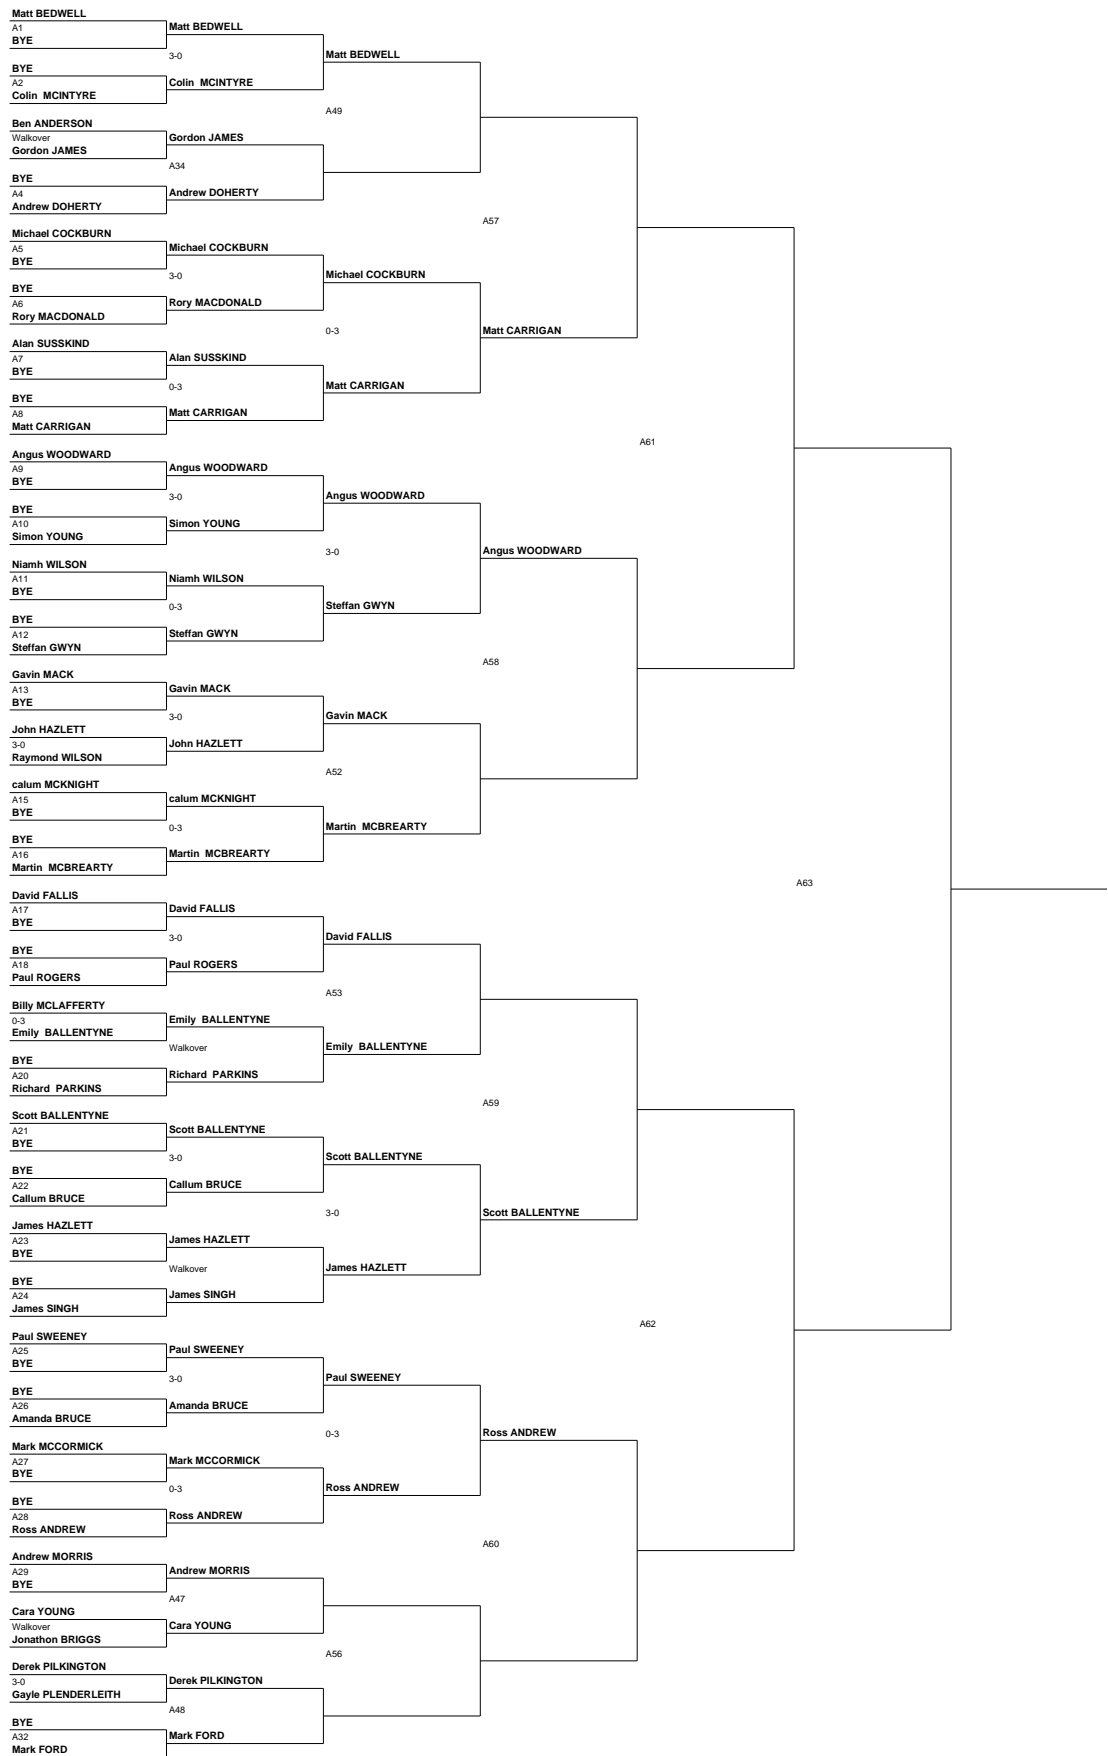 Matt BEDWELL
A1
BYE
Matt BEDWELL
3-0
BYE
A2
Colin  MCINTYRE
Colin  MCINTYRE
Matt BEDWELL
A49
Ben ANDERSON
Walkover
Gordon JAMES
Gordon JAMES
A34
BYE
A4
Andrew DOHERTY
Andrew DOHERTY
A57
Michael COCKBURN
A5
BYE
Michael COCKBURN
3-0
BYE
A6
Rory MACDONALD
Rory MACDONALD
Michael COCKBURN
0-3
Matt CARRIGAN
Alan SUSSKIND
A7
BYE
Alan SUSSKIND
0-3
BYE
A8
Matt CARRIGAN
Matt CARRIGAN
Matt CARRIGAN
A61
Angus WOODWARD
A9
BYE
Angus WOODWARD
3-0
BYE
A10
Simon YOUNG
Simon YOUNG
Angus WOODWARD
3-0
Angus WOODWARD
Niamh WILSON
A11
BYE
Niamh WILSON
0-3
BYE
A12
Steffan GWYN
Steffan GWYN
Steffan GWYN
A58
Gavin MACK
A13
BYE
Gavin MACK
3-0
John HAZLETT
3-0
Raymond WILSON
John HAZLETT
Gavin MACK
A52
calum MCKNIGHT
A15
BYE
calum MCKNIGHT
0-3
BYE
A16
Martin  MCBREARTY
Martin  MCBREARTY
Martin  MCBREARTY
A63
David FALLIS
A17
BYE
David FALLIS
3-0
BYE
A18
Paul ROGERS
Paul ROGERS
David FALLIS
A53
Billy MCLAFFERTY
0-3
Emily  BALLENTYNE
Emily  BALLENTYNE
Walkover
BYE
A20
Richard  PARKINS
Richard  PARKINS
Emily  BALLENTYNE
A59
Scott BALLENTYNE
A21
BYE
Scott BALLENTYNE
3-0
BYE
A22
Callum BRUCE
Callum BRUCE
Scott BALLENTYNE
3-0
Scott BALLENTYNE
James HAZLETT
A23
BYE
James HAZLETT
Walkover
BYE
A24
James SINGH
James SINGH
James HAZLETT
A62
Paul SWEENEY
A25
BYE
Paul SWEENEY
3-0
BYE
A26
Amanda BRUCE
Amanda BRUCE
Paul SWEENEY
0-3
Ross ANDREW
Mark MCCORMICK
A27
BYE
Mark MCCORMICK
0-3
BYE
A28
Ross ANDREW
Ross ANDREW
Ross ANDREW
A60
Andrew MORRIS
A29
BYE
Andrew MORRIS
A47
Cara YOUNG
Walkover
Jonathon BRIGGS
Cara YOUNG
A56
Derek PILKINGTON
3-0
Gayle PLENDERLEITH
Derek PILKINGTON
A48
BYE
A32
Mark FORD
Mark FORD